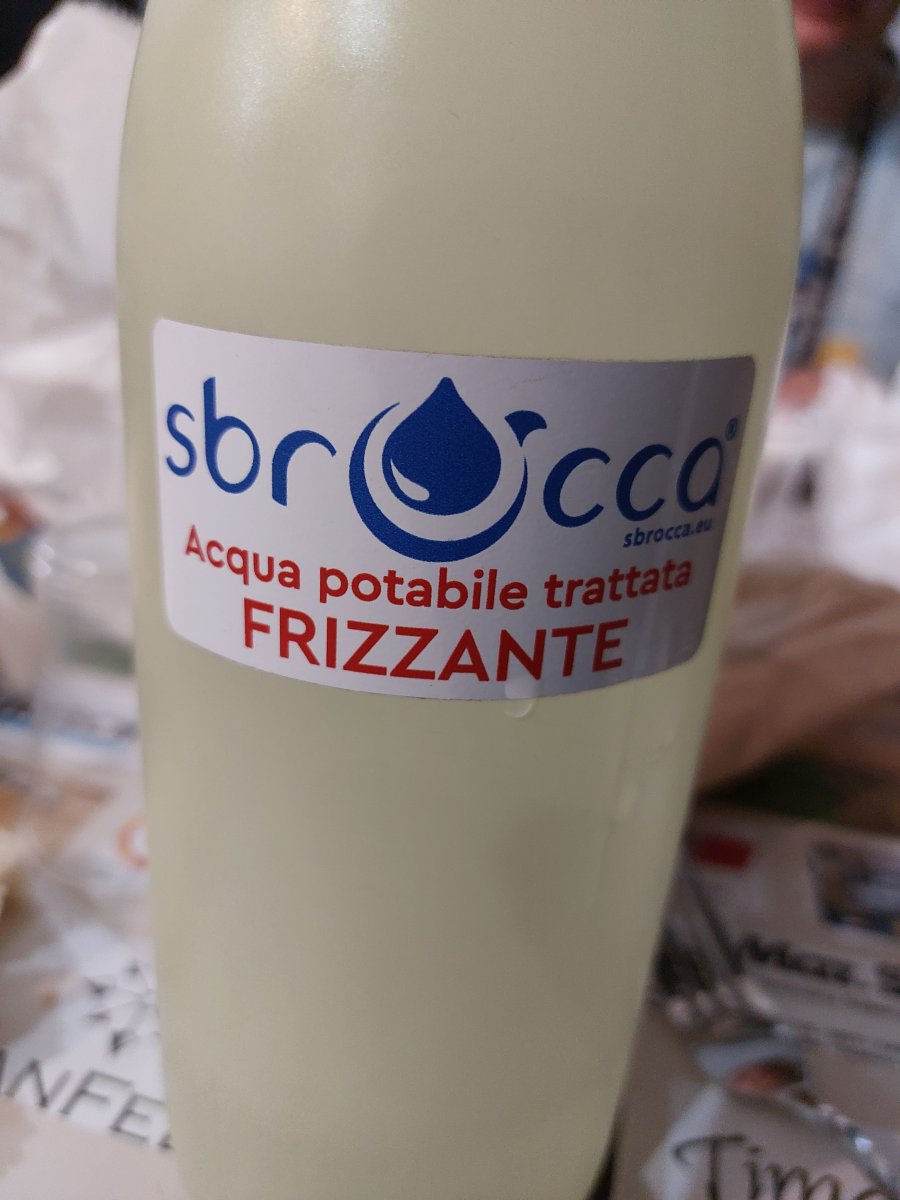 sbrocca®
sbrocca.eu
Acqua potabile trattata
FRIZZANTE